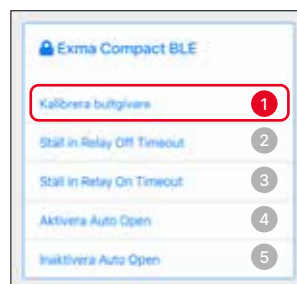 Exma Compact BLE
Kalibrera bultgivare 1
Ställ in Relay Off Timeout 2
Ställ in Relay On Timeout 3
Aktivera Auto Open 4
Inaktivera Auto Open 5